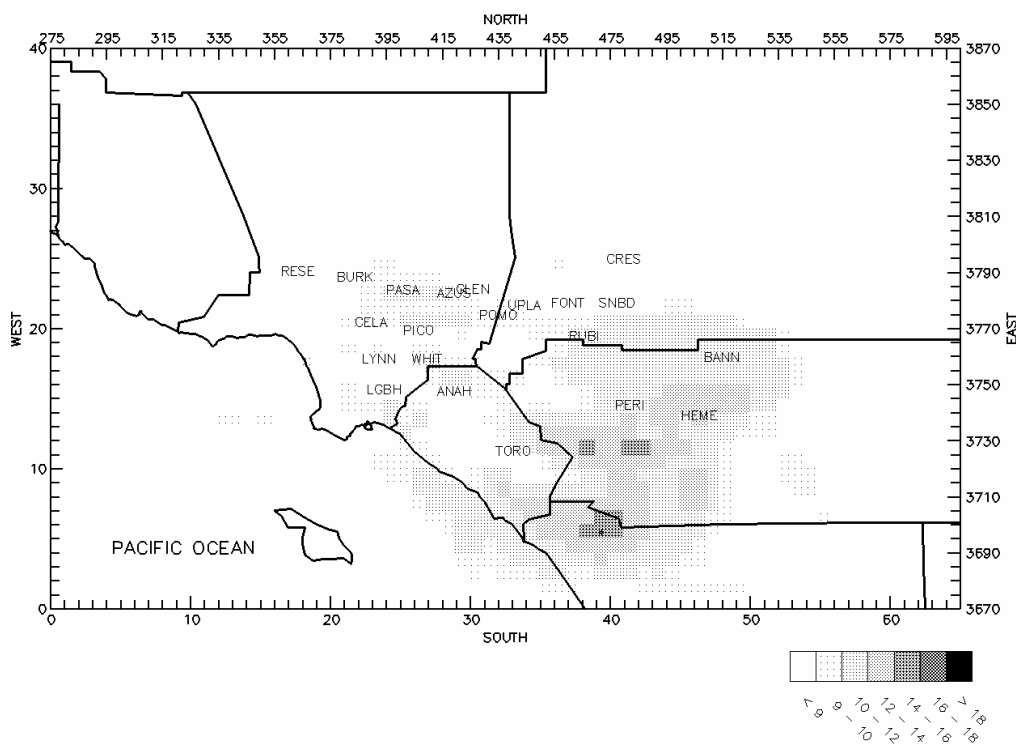 NORTH
275 295 315 335 355 375 395 415 435 455 475 495 515 535 555 575 595
40 3870
3850
3830
30 3810
CRES
RESE BURK 3790
PASA AZUS GLEN
UPLA FONT SNBD
POMO
CELA PICO RUBI 20 3770
WEST EAST
LYNN WHIT BANN
LGBH ANAH 3750
PERI HEME
TORO 3730
10 3710
PACIFIC OCEAN 3690
0 3670
0 10 20 30 40 50 60
SOUTH
< 9
9 - 10
10 - 12
12 - 14
14 - 16
16 - 18
> 18